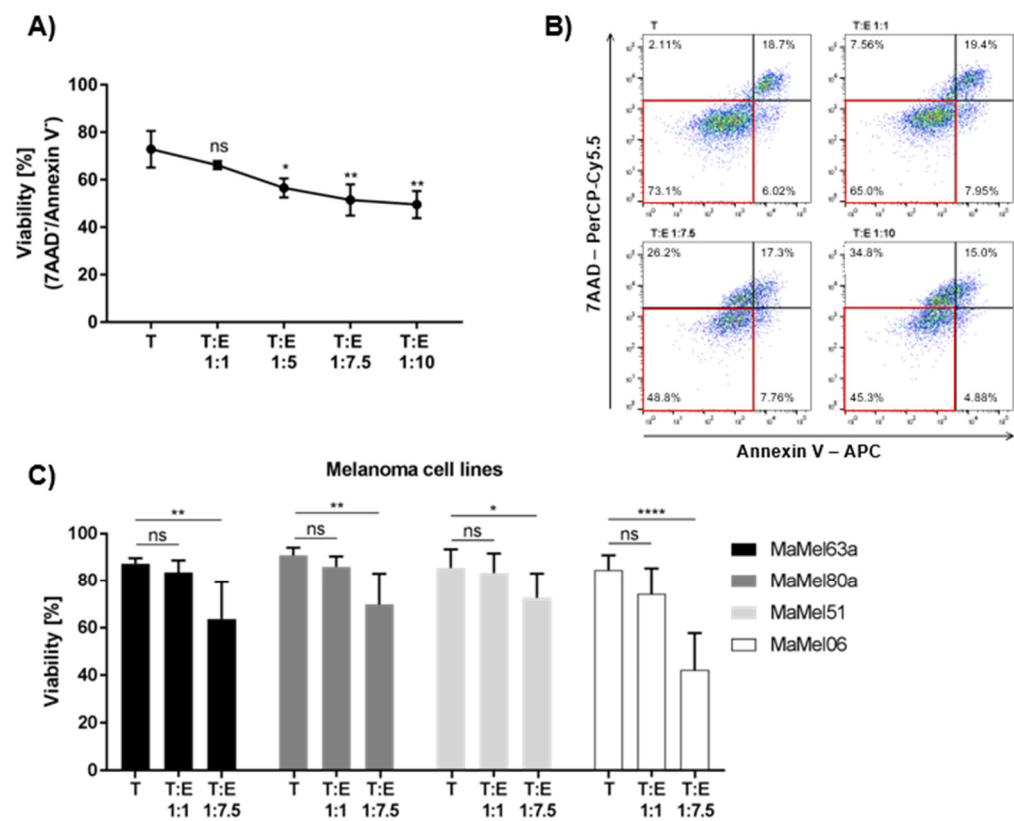 A)
100
80
60
40
20
0
Viability [%]
(7AAD-/Annexin V-)
ns
*
**
**
T
T:E
1:1
T:E
1:5
T:E
1:7.5
T:E
1:10
B)
7AAD – PerCP-Cy5.5
T
2.11%
18.7%
73.1%
6.02%
T:E 1:1
7.56%
19.4%
65.0%
7.95%
T:E 1:7.5
26.2%
17.3%
48.8%
7.76%
T:E 1:10
34.8%
15.0%
45.3%
4.88%
Annexin V – APC
C)
Melanoma cell lines
100
80
60
40
20
0
Viability [%]
**
ns
**
ns
*
ns
****
ns
T
T:E
1:1
T:E
1:7.5
T
T:E
1:1
T:E
1:7.5
T
T:E
1:1
T:E
1:7.5
T
T:E
1:1
T:E
1:7.5
MaMel63a
MaMel80a
MaMel51
MaMel06